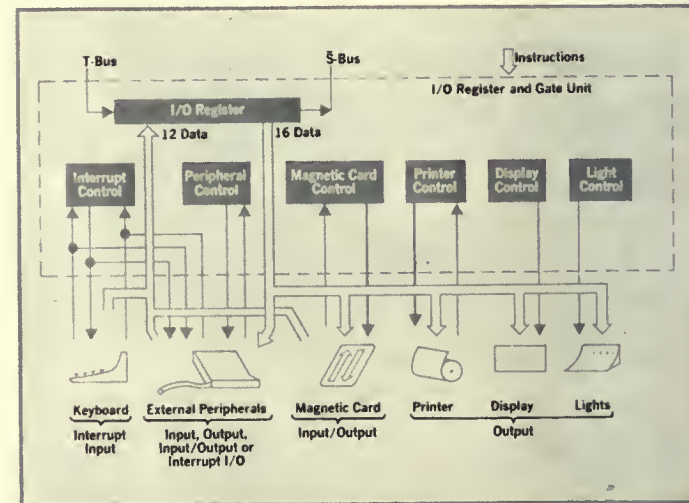 T-Bus
S̄-Bus
Instructions
I/O Register and Gate Unit
I/O Register
12 Data
16 Data
Interrupt Control
Peripheral Control
Magnetic Card Control
Printer Control
Display Control
Light Control
Keyboard
External Peripherals
Magnetic Card
Printer
Display
Lights
Interrupt
Input
Input, Output,
Input/Output or
Interrupt I/O
Input/Output
Output